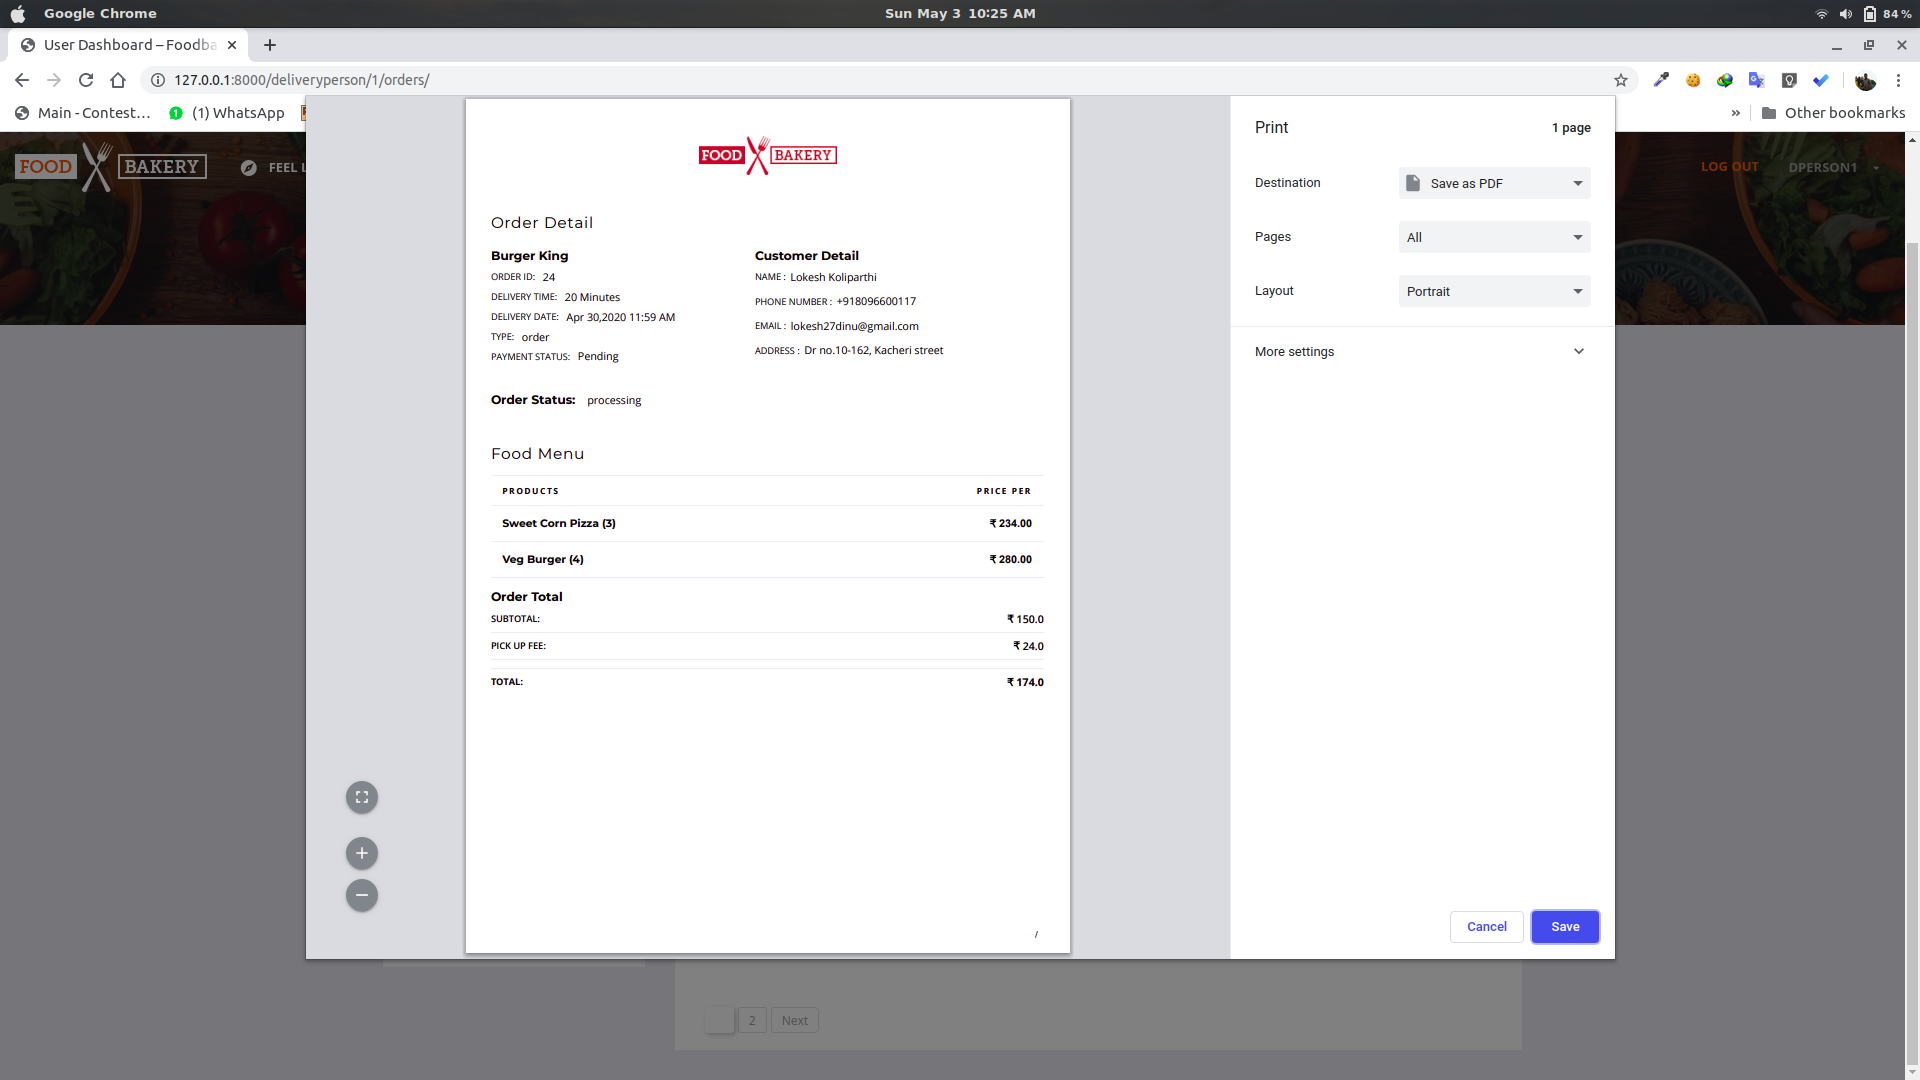 Google Chrome
Sun May 3 10:25 AM
84 %
User Dashboard – Foodba
127.0.0.1:8000/deliveryperson/1/orders/
Main - Contest…
(1) WhatsApp
»
Other bookmarks
FOOD BAKERY
FEEL L
LOG OUT
DPERSON1
FOOD BAKERY
Order Detail
Burger King
ORDER ID: 24
DELIVERY TIME: 20 Minutes
DELIVERY DATE: Apr 30,2020 11:59 AM
TYPE: order
PAYMENT STATUS: Pending
Customer Detail
NAME : Lokesh Koliparthi
PHONE NUMBER : +918096600117
EMAIL : lokesh27dinu@gmail.com
ADDRESS : Dr no.10-162, Kacheri street
Order Status: processing
Food Menu
PRODUCTS PRICE PER
Sweet Corn Pizza (3) ₹ 234.00
Veg Burger (4) ₹ 280.00
Order Total
SUBTOTAL: ₹ 150.0
PICK UP FEE: ₹ 24.0
TOTAL: ₹ 174.0
/
Print 1 page
Destination Save as PDF
Pages All
Layout Portrait
More settings
Cancel Save
2 Next